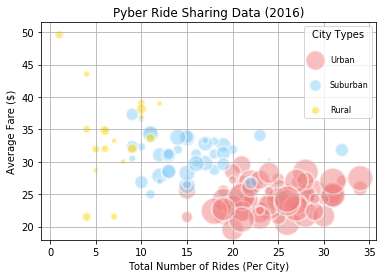 Pyber Ride Sharing Data (2016)
City Types
Urban
Suburban
Rural
Average Fare ($)
50
45
40
35
30
25
20
0 5 10 15 20 25 30 35
Total Number of Rides (Per City)